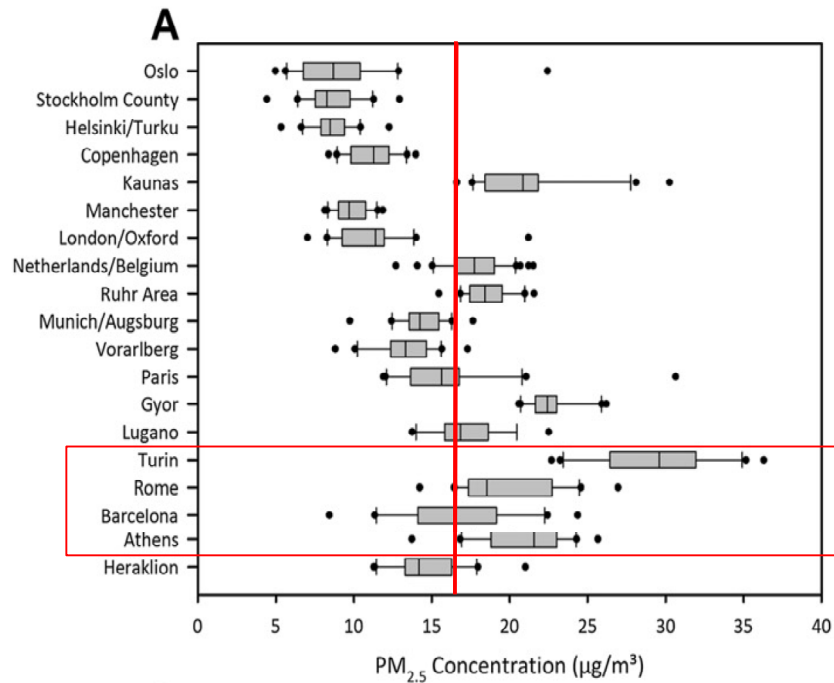 A
Oslo
Stockholm County
Helsinki/Turku
Copenhagen
Kaunas
Manchester
London/Oxford
Netherlands/Belgium
Ruhr Area
Munich/Augsburg
Vorarlberg
Paris
Gyor
Lugano
Turin
Rome
Barcelona
Athens
Heraklion
0 5 10 15 20 25 30 35 40
PM2.5 Concentration (µg/m³)